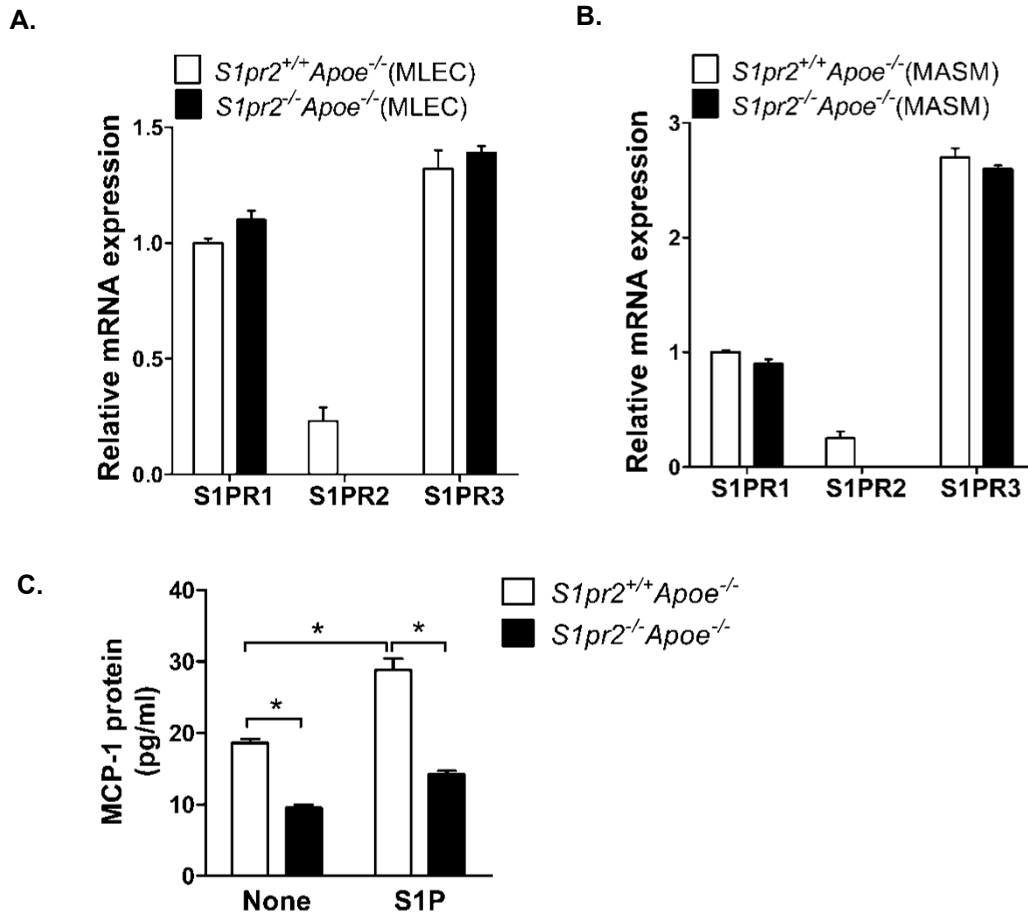 A.
S1pr2+/+Apoe-/-(MLEC)
S1pr2-/-Apoe-/-(MLEC)
Relative mRNA expression
1.5
1.0
0.5
0.0
S1PR1 S1PR2 S1PR3
B.
S1pr2+/+Apoe-/-(MASM)
S1pr2-/-Apoe-/-(MASM)
Relative mRNA expression
3
2
1
0
S1PR1 S1PR2 S1PR3
C.
S1pr2+/+Apoe-/-
S1pr2-/-Apoe-/-
MCP-1 protein
(pg/ml)
40
30
20
10
0
* *
*
None S1P